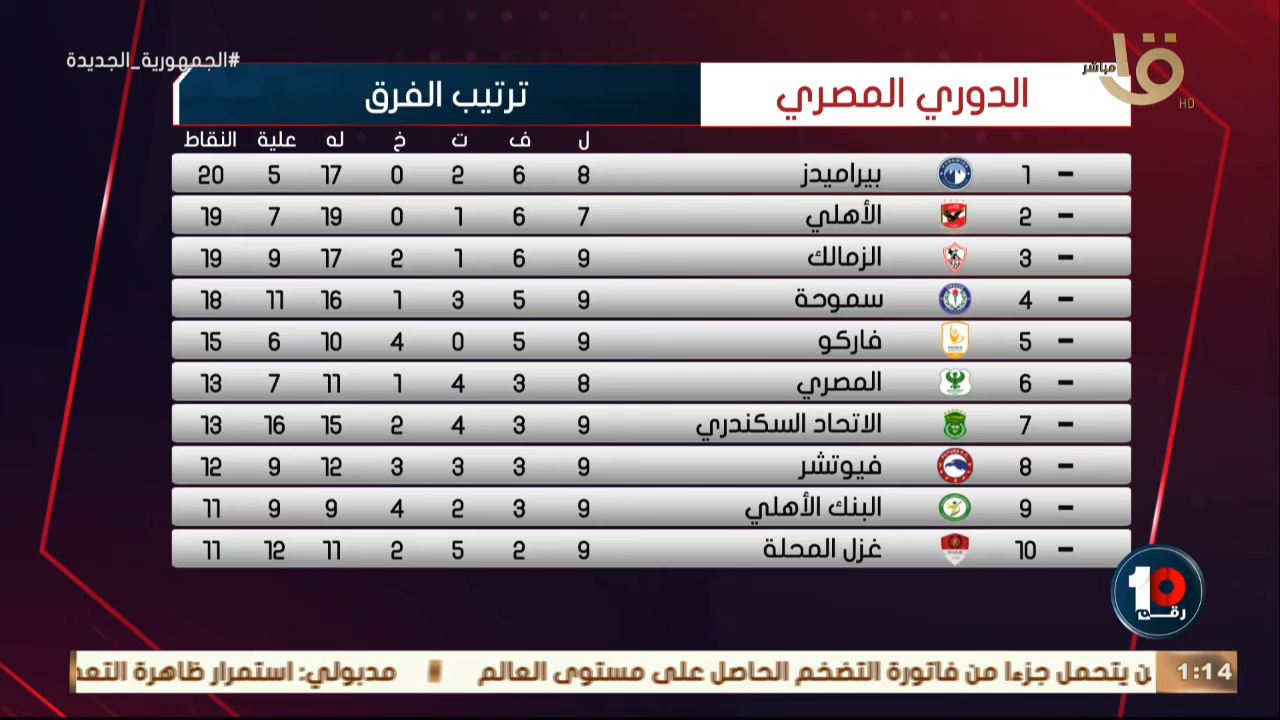 #الجمهورية_الجديدة
مباشر
HD
الدوري المصري
ترتيب الفرق
ل ف ت خ له علية النقاط
1 بيراميدز 8 6 2 0 17 5 20
2 الأهلي 7 6 1 0 19 7 19
3 الزمالك 9 6 1 2 17 9 19
4 سموحة 9 5 3 1 16 11 18
5 فاركو 9 5 0 4 10 6 15
6 المصري 8 3 4 1 11 7 13
7 الاتحاد السكندري 9 3 4 2 15 16 13
8 فيوتشر 9 3 3 3 12 9 12
9 البنك الأهلي 9 3 2 4 9 9 11
10 غزل المحلة 9 2 5 2 11 12 11
رقم 10
1:14 ن يتحمل جزءا من فاتورة التضخم الحاصل على مستوى العالم مدبولي: استمرار ظاهرة التعد